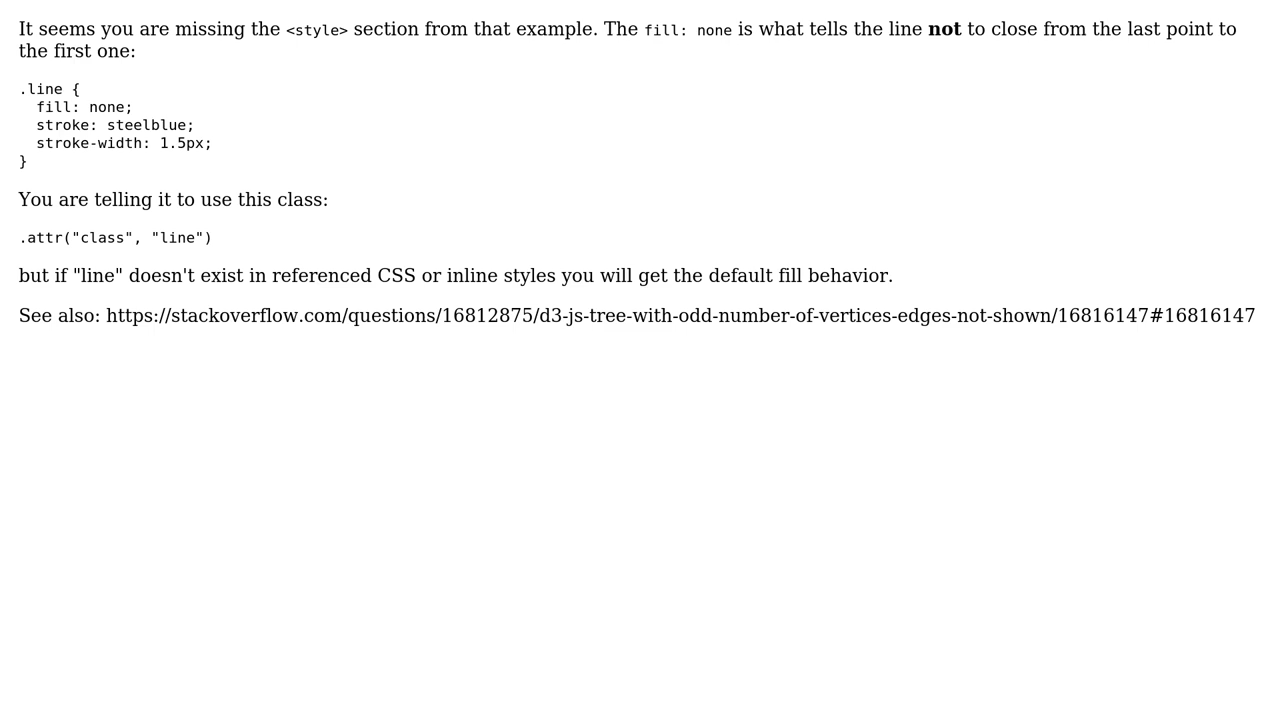 It seems you are missing the <style> section from that example. The fill: none is what tells the line not to close from the last point to
the first one:
.line {
  fill: none;
  stroke: steelblue;
  stroke-width: 1.5px;
}
You are telling it to use this class:
.attr("class", "line")
but if "line" doesn't exist in referenced CSS or inline styles you will get the default fill behavior.
See also: https://stackoverflow.com/questions/16812875/d3-js-tree-with-odd-number-of-vertices-edges-not-shown/16816147#16816147